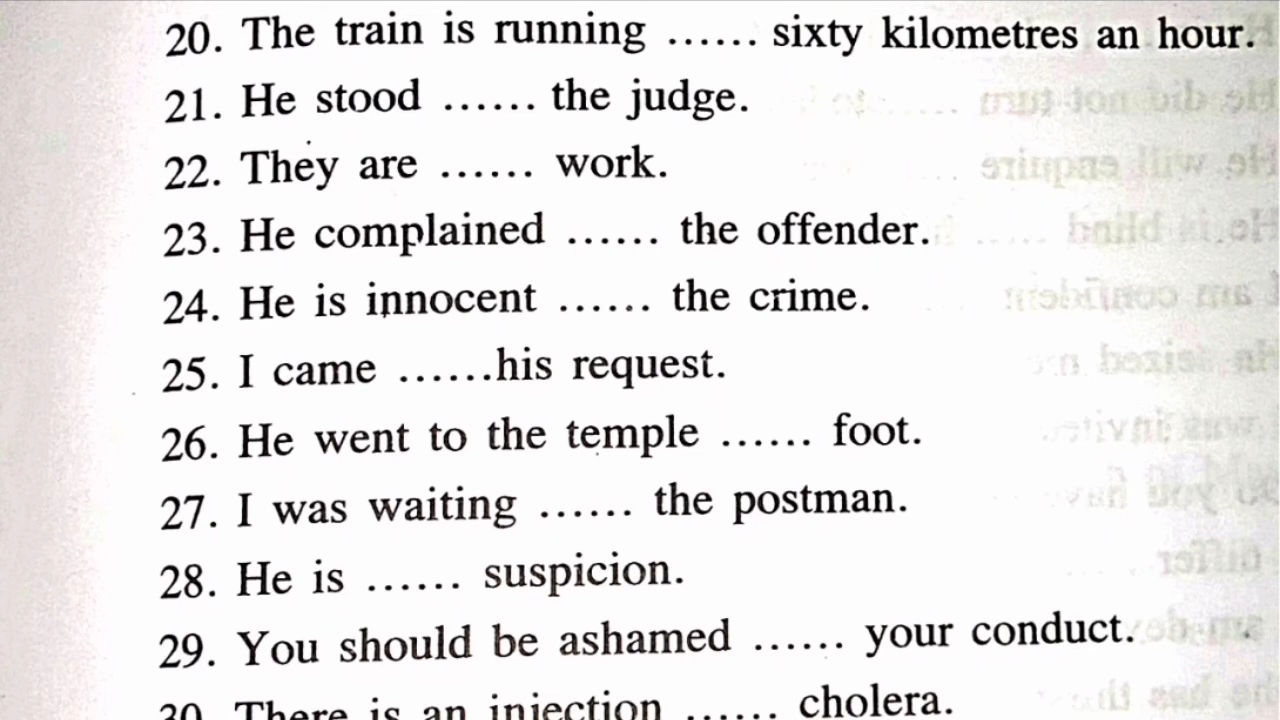 20. The train is running ...... sixty kilometres an hour.
21. He stood ...... the judge.
22. They are ...... work.
23. He complained ...... the offender.
24. He is innocent ...... the crime.
25. I came ......his request.
26. He went to the temple ...... foot.
27. I was waiting ...... the postman.
28. He is ...... suspicion.
29. You should be ashamed ...... your conduct.
30. There is an injection ...... cholera.